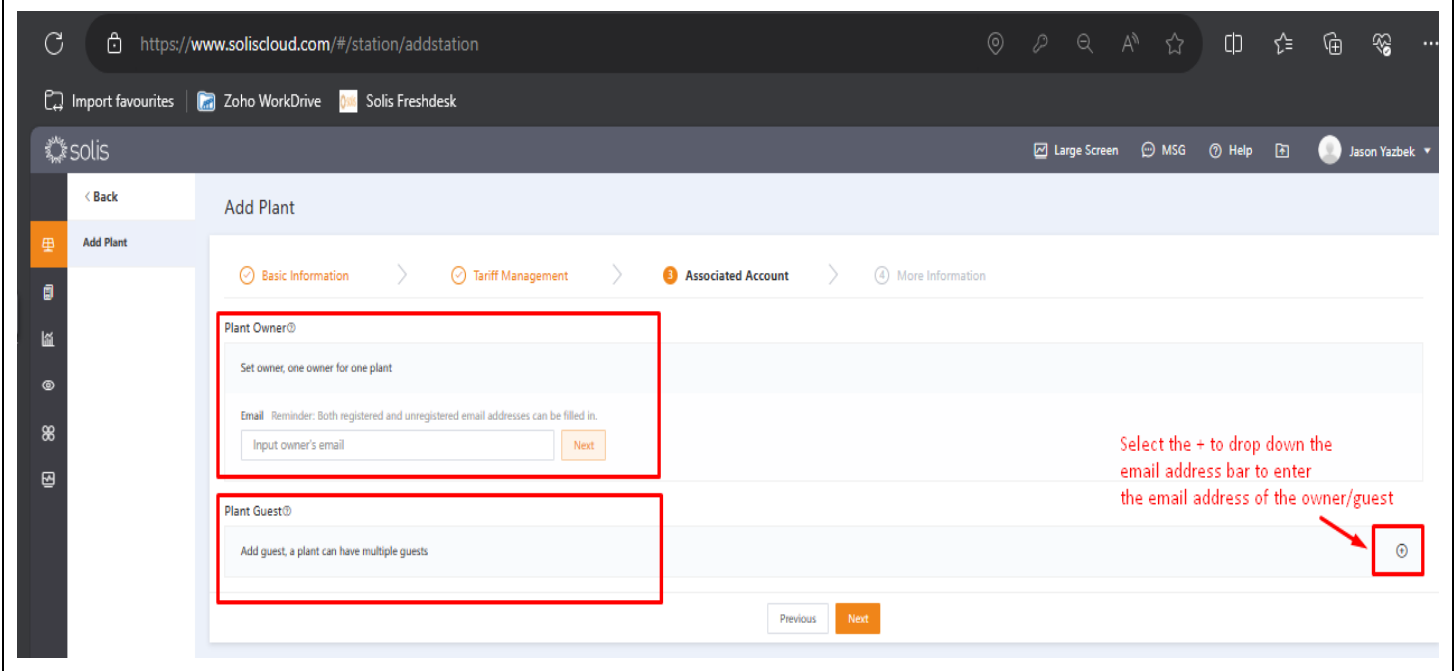 https://www.soliscloud.com/#/station/addstation
Import favourites
Zoho WorkDrive
Solis Freshdesk
solis
Large Screen
MSG
Help
Jason Yazbek
< Back
Add Plant
Add Plant
Basic Information
Tariff Management
3 Associated Account
4 More Information
Plant Owner
Set owner, one owner for one plant
Email Reminder: Both registered and unregistered email addresses can be filled in.
Input owner's email
Next
Select the + to drop down the
email address bar to enter
the email address of the owner/guest
Plant Guest
Add guest, a plant can have multiple guests
Previous
Next